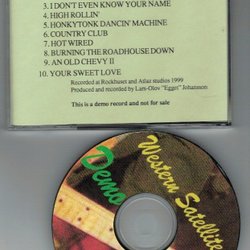 3. I DON'T EVEN KNOW YOUR NAME
4. HIGH ROLLIN'
5. HONKYTONK DANCIN' MACHINE
6. COUNTRY CLUB
7. HOT WIRED
8. BURNING THE ROADHOUSE DOWN
9. AN OLD CHEVY II
10. YOUR SWEET LOVE
Recorded at Rockhuset and Atlas studios 1999
Produced and recorded by Lars-Olov "Eggct" Johansson
This is a demo record and not for sale
Western Satellite
Demo